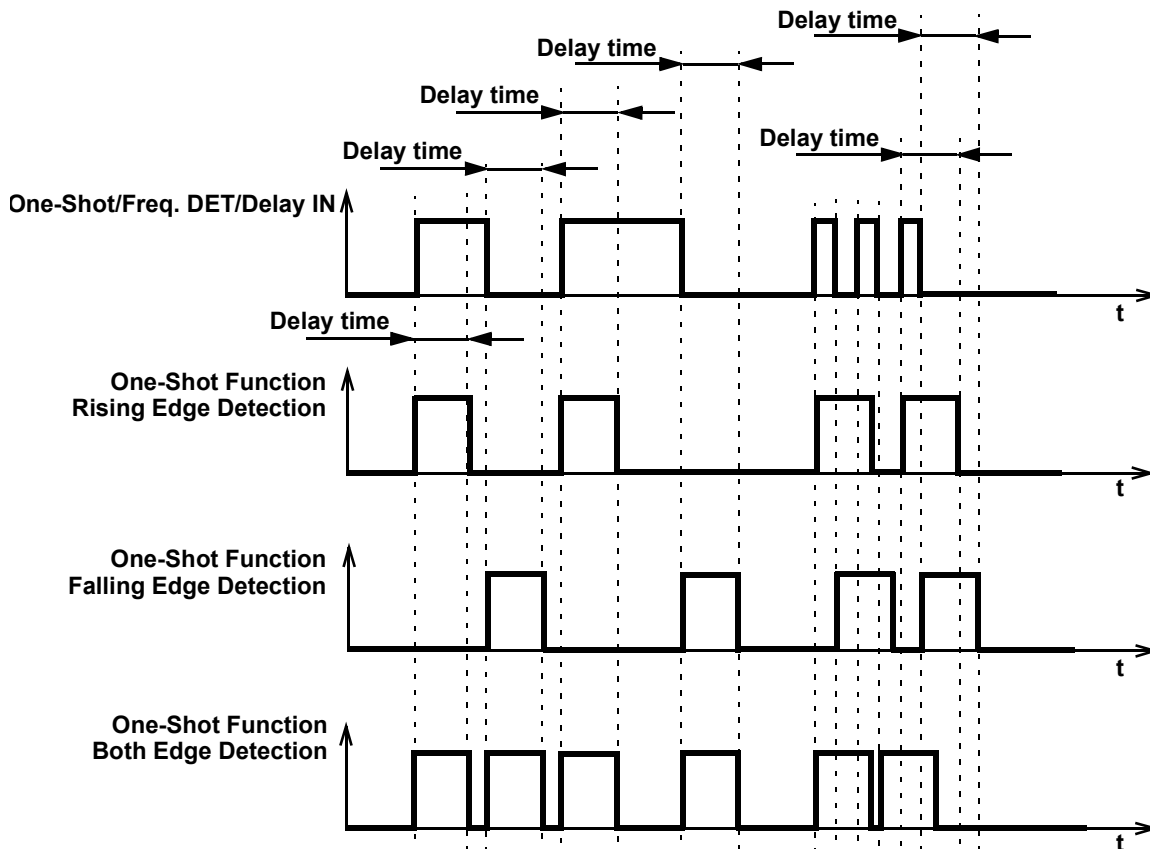 Delay time
Delay time
Delay time
Delay time
Delay time
One-Shot/Freq. DET/Delay IN
t
Delay time
One-Shot Function
Rising Edge Detection
t
One-Shot Function
Falling Edge Detection
t
One-Shot Function
Both Edge Detection
t